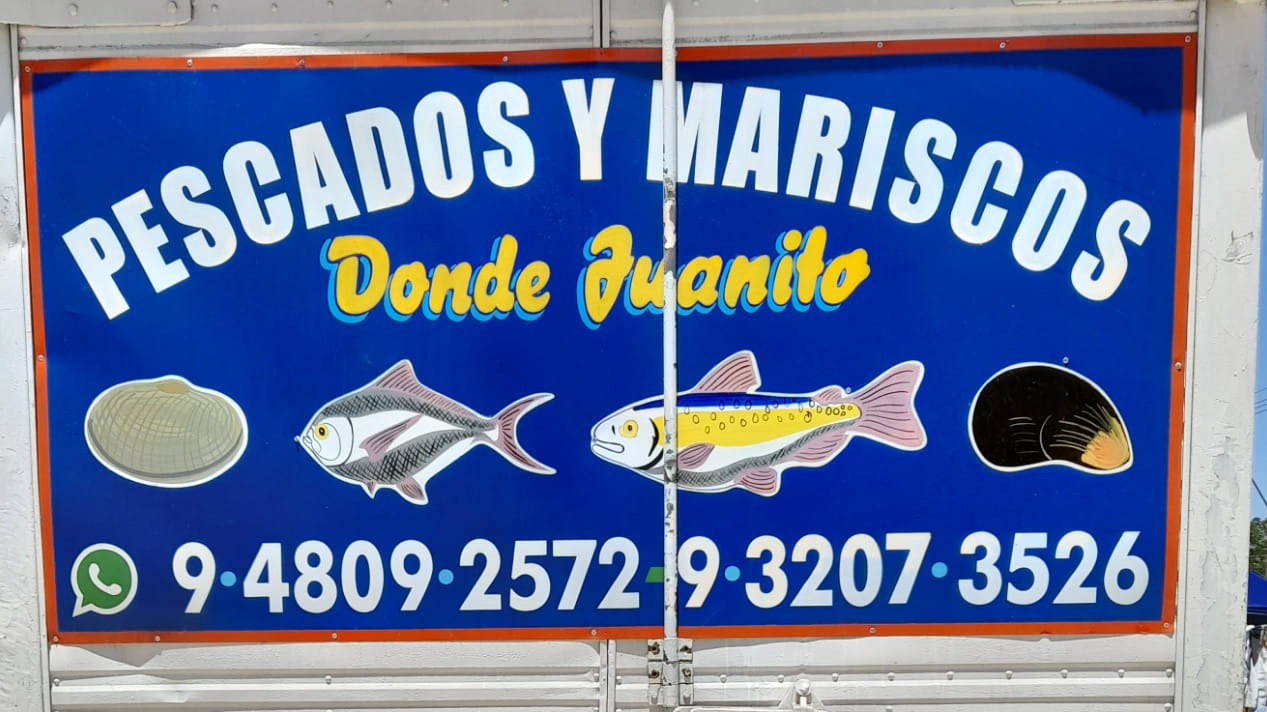 PESCADOS Y MARISCOS
Donde Juanito
9·4809·2572-9·3207·3526